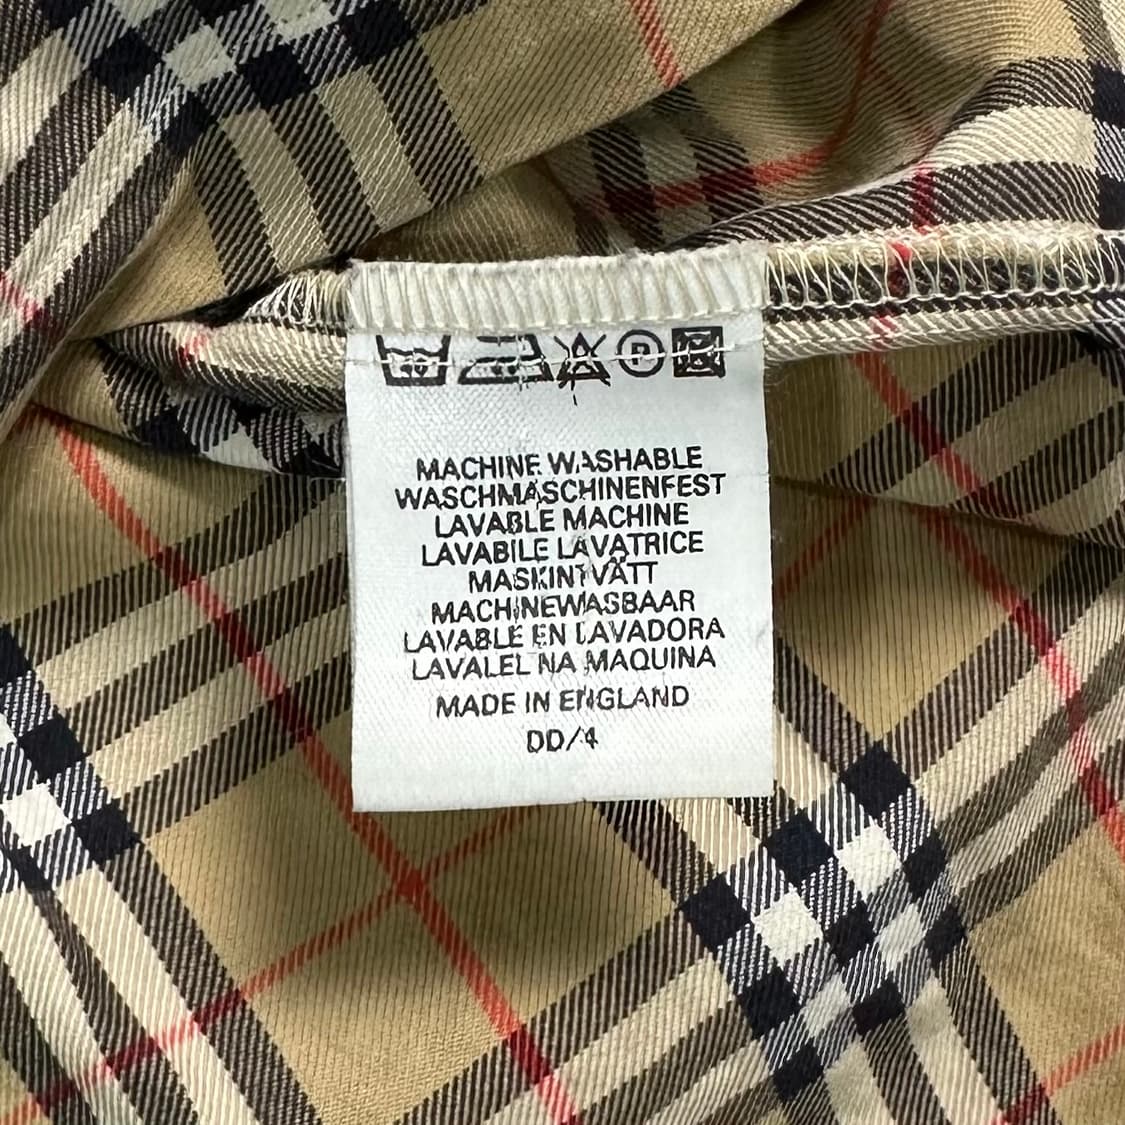 P
MACHINE WASHABLE
WASCHMASCHINENFEST
LAVABLE MACHINE
LAVABILE LAVATRICE
MASKINTVÄTT
MACHINEWASBAAR
LAVABLE EN LAVADORA
LAVALEL NA MAQUINA
MADE IN ENGLAND
DD/4